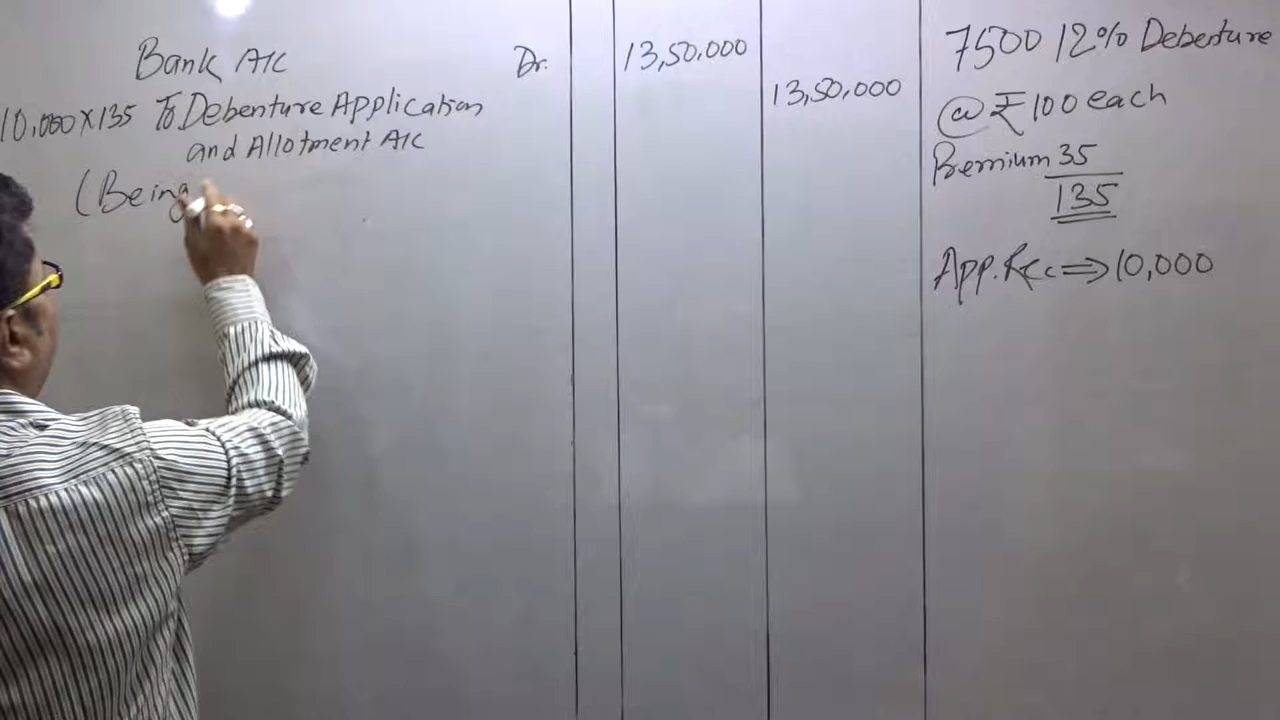 Bank A/C Dr. 13,50,000
10,000×135 To Debenture Application 13,50,000
and Allotment A/C
(Being
7500 12% Debenture
@ ₹100 each
Premium 35
135
App. Rec ⇒ 10,000